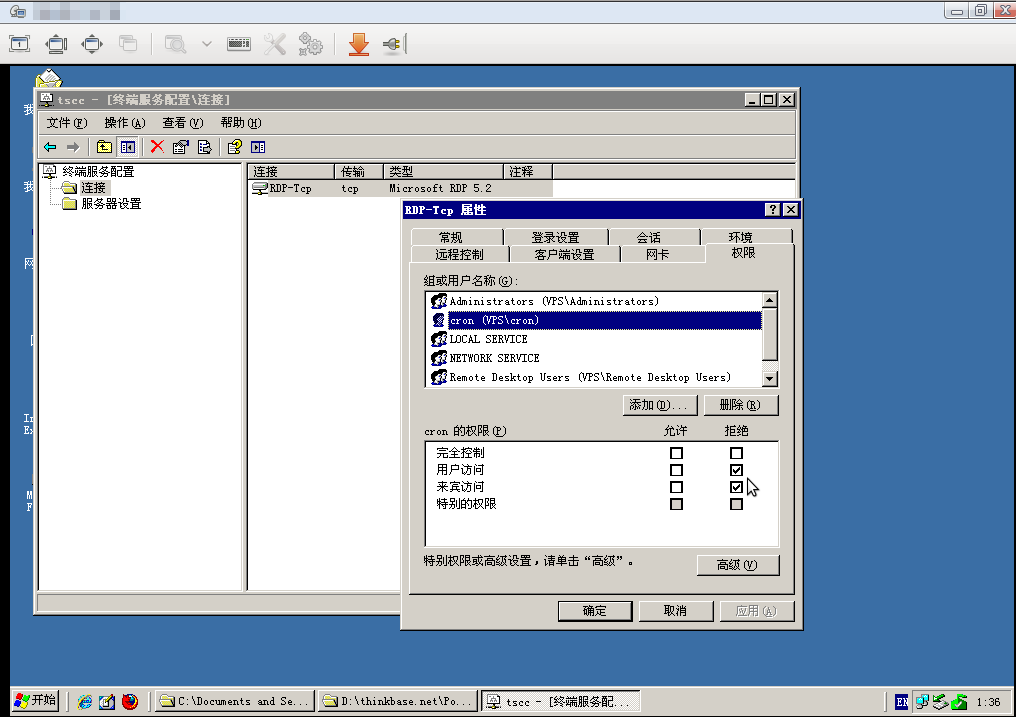 tscc - [终端服务配置\连接]
文件(F) 操作(A) 查看(V) 帮助(H)
终端服务配置
连接
服务器设置
连接 传输 类型 注释
RDP-Tcp tcp Microsoft RDP 5.2
RDP-Tcp 属性
常规 登录设置 会话 环境
远程控制 客户端设置 网卡 权限
组或用户名称(G):
Administrators (VPS\Administrators)
cron (VPS\cron)
LOCAL SERVICE
NETWORK SERVICE
Remote Desktop Users (VPS\Remote Desktop Users)
添加(D)... 删除(R)
cron 的权限(P) 允许 拒绝
完全控制
用户访问
来宾访问
特别的权限
特别权限或高级设置，请单击“高级”。
高级(V)
确定 取消 应用(A)
我
我
网
In
Ex
M
F
开始 C:\Documents and Se... D:\thinkbase.net\Po... tscc - [终端服务配... EN 1:36